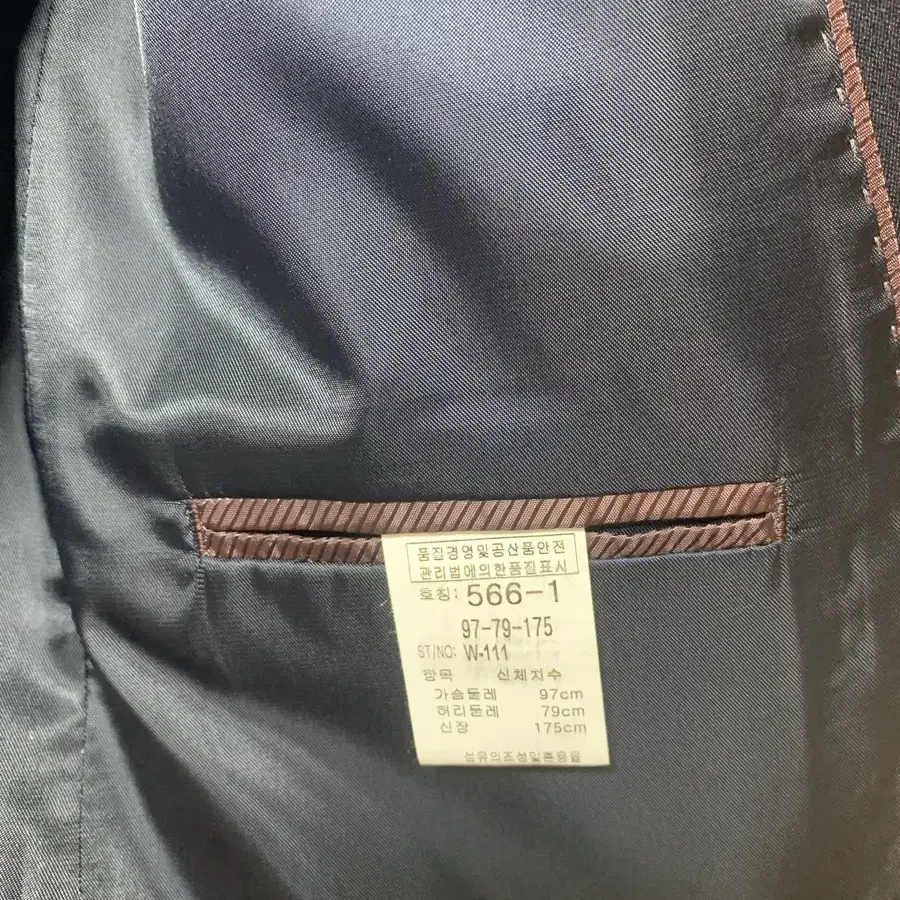 품질경영및공산품안전
관리법에의한품질표시
호칭: 566-1
97-79-175
ST/NO: W-111
항목 신체치수
가슴둘레 97cm
허리둘레 79cm
신장 175cm
섬유의조성및혼용율